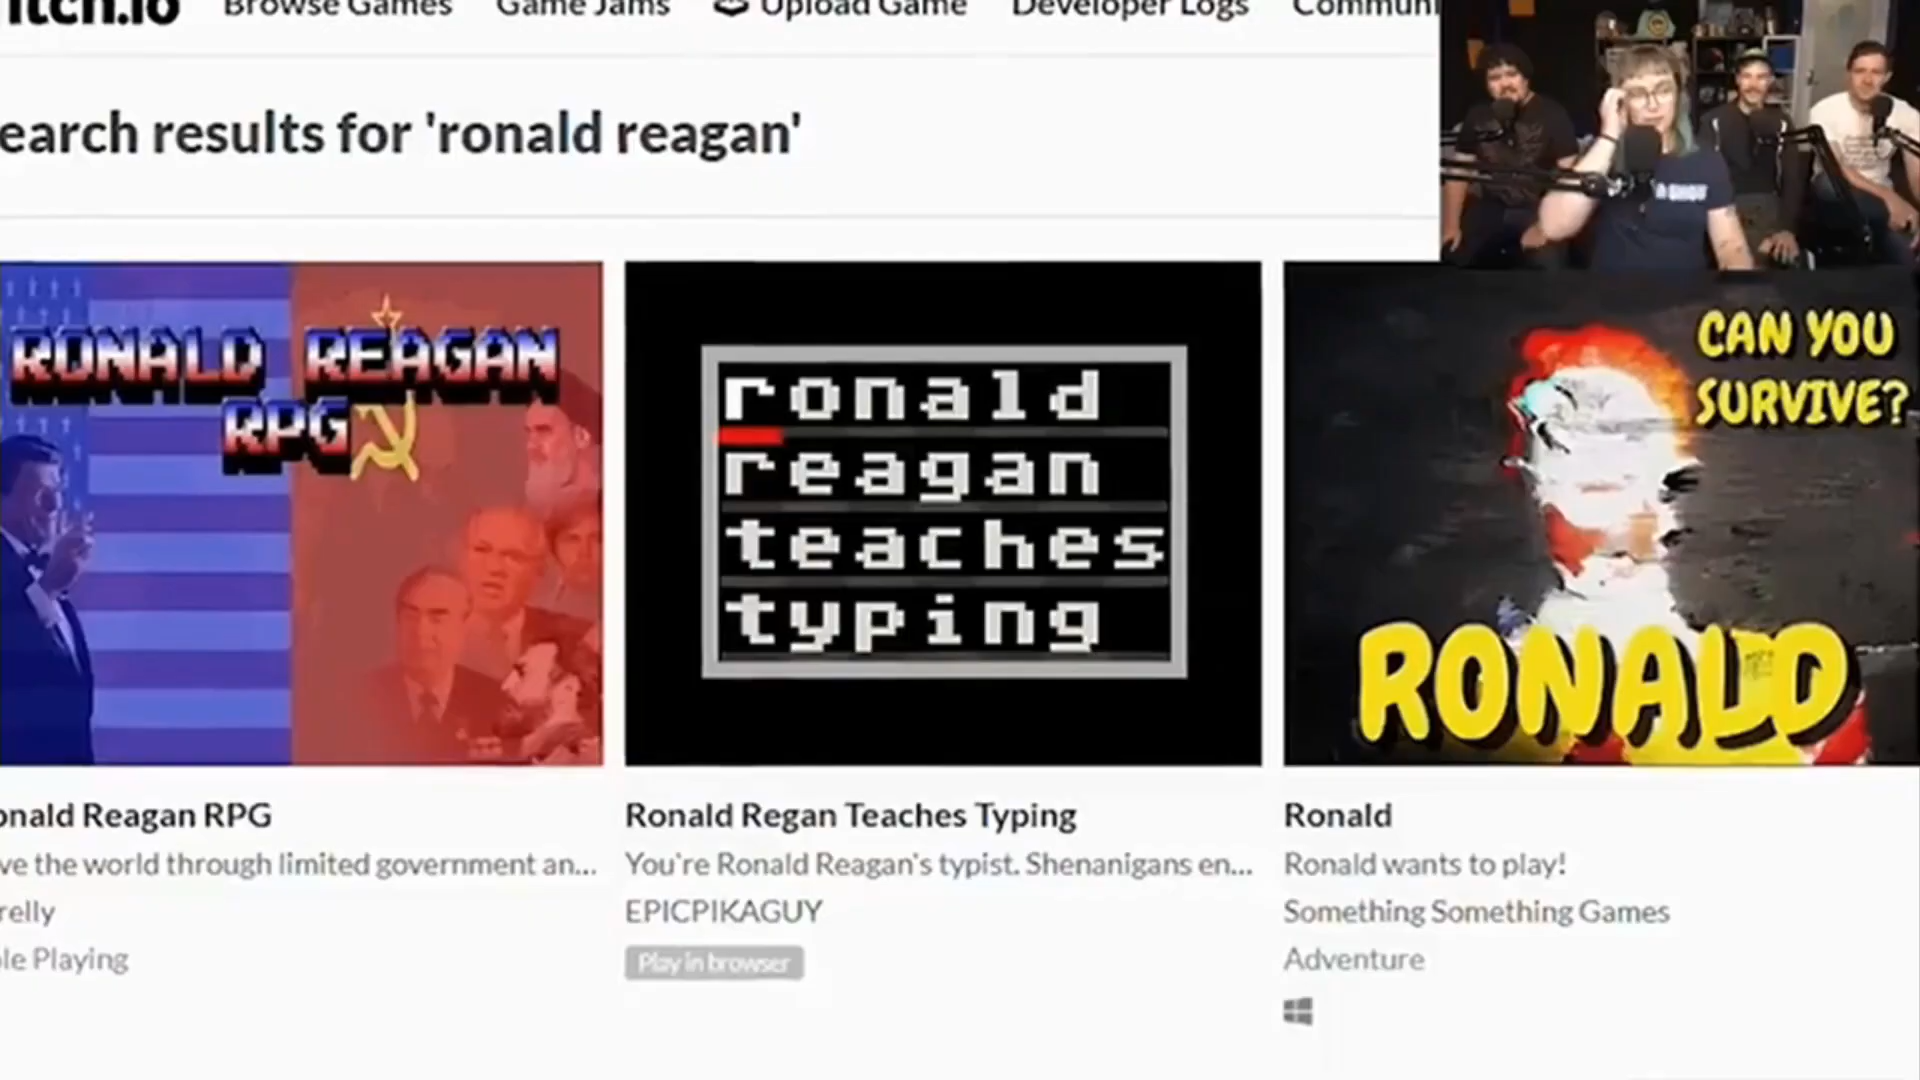 itch.io Browse Games Game Jams Upload Game Developer Logs Communi
earch results for 'ronald reagan'
RONALD REAGAN
RPG
ronald
reagan
teaches
typing
CAN YOU
SURVIVE?
RONALD
onald Reagan RPG
ve the world through limited government an...
relly
le Playing
Ronald Regan Teaches Typing
You're Ronald Reagan's typist. Shenanigans en...
EPICPIKAGUY
Play in browser
Ronald
Ronald wants to play!
Something Something Games
Adventure